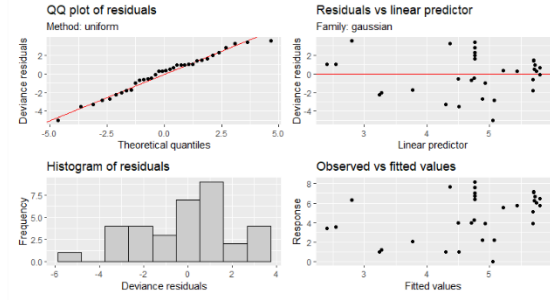 QQ plot of residuals
Method: uniform
Deviance residuals
2
0
-2
-4
-5.0
-2.5
0.0
2.5
5.0
Theoretical quantiles
Residuals vs linear predictor
Family: gaussian
Deviance residuals
2
0
-2
-4
3
4
5
Linear predictor
Histogram of residuals
Frequency
7.5
5.0
2.5
0.0
-6
-4
-2
0
2
4
Deviance residuals
Observed vs fitted values
Response
8
6
4
2
0
3
4
5
Fitted values